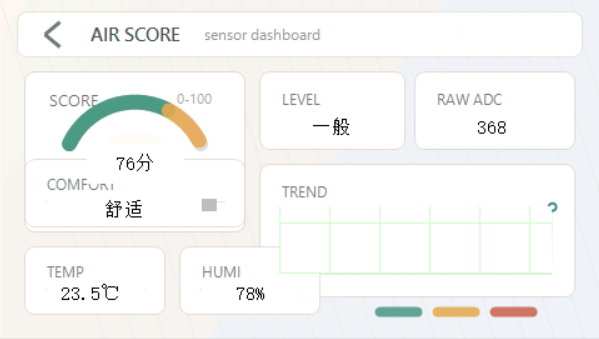 AIR SCORE sensor dashboard
SCORE 0-100
76分
COMFORT
舒适
LEVEL
一般
RAW ADC
368
TREND
TEMP
23.5℃
HUMI
78%